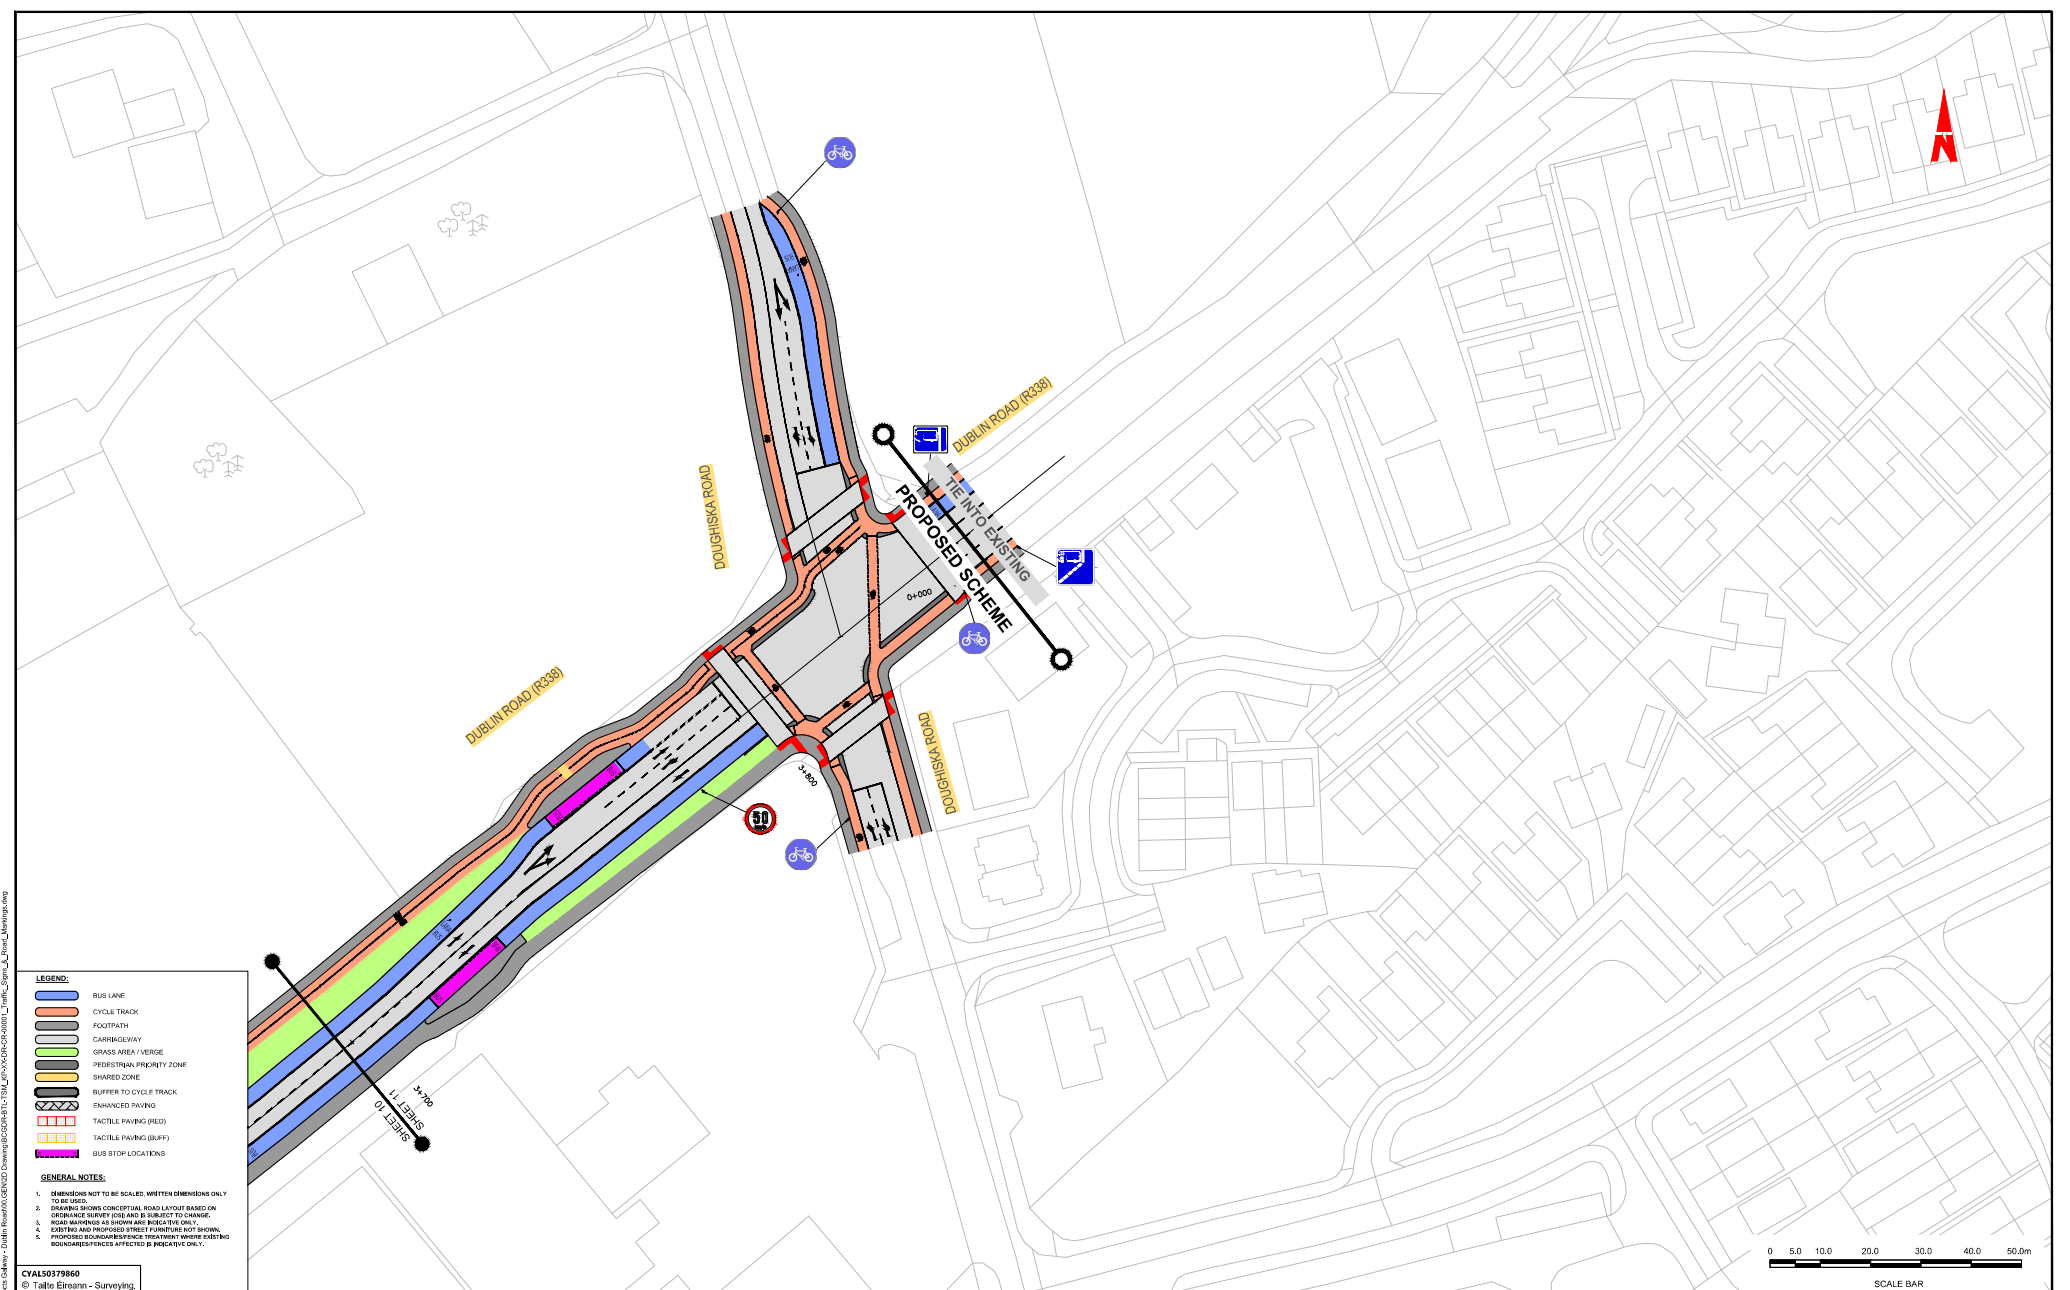 DUBLIN ROAD (R338)
DOUGHISKA ROAD
TIE INTO EXISTING
PROPOSED SCHEME
0+000
DUBLIN ROAD (R338)
DOUGHISKA ROAD
3+800
50
BUS
LANE
3+700
SHEET 11
SHEET 10
LEGEND:
BUS LANE
CYCLE TRACK
FOOTPATH
CARRIAGEWAY
GRASS AREA / VERGE
PEDESTRIAN PRIORITY ZONE
SHARED ZONE
BUFFER TO CYCLE TRACK
ENHANCED PAVING
TACTILE PAVING (RED)
TACTILE PAVING (BUFF)
BUS STOP LOCATIONS
GENERAL NOTES:
1. DIMENSIONS NOT TO BE SCALED, WRITTEN DIMENSIONS ONLY
TO BE USED.
2. DRAWING SHOWS CONCEPTUAL ROAD LAYOUT BASED ON
ORDINANCE SURVEY (OSI) AND IS SUBJECT TO CHANGE.
3. ROAD MARKINGS AS SHOWN ARE INDICATIVE ONLY.
4. EXISTING AND PROPOSED STREET FURNITURE NOT SHOWN.
5. PROPOSED BOUNDARIES/FENCE TREATMENT WHERE EXISTING
BOUNDARIES/FENCES AFFECTED IS INDICATIVE ONLY.
CYAL50379860
© Tailte Éireann - Surveying.
N
0 5.0 10.0 20.0 30.0 40.0 50.0m
SCALE BAR